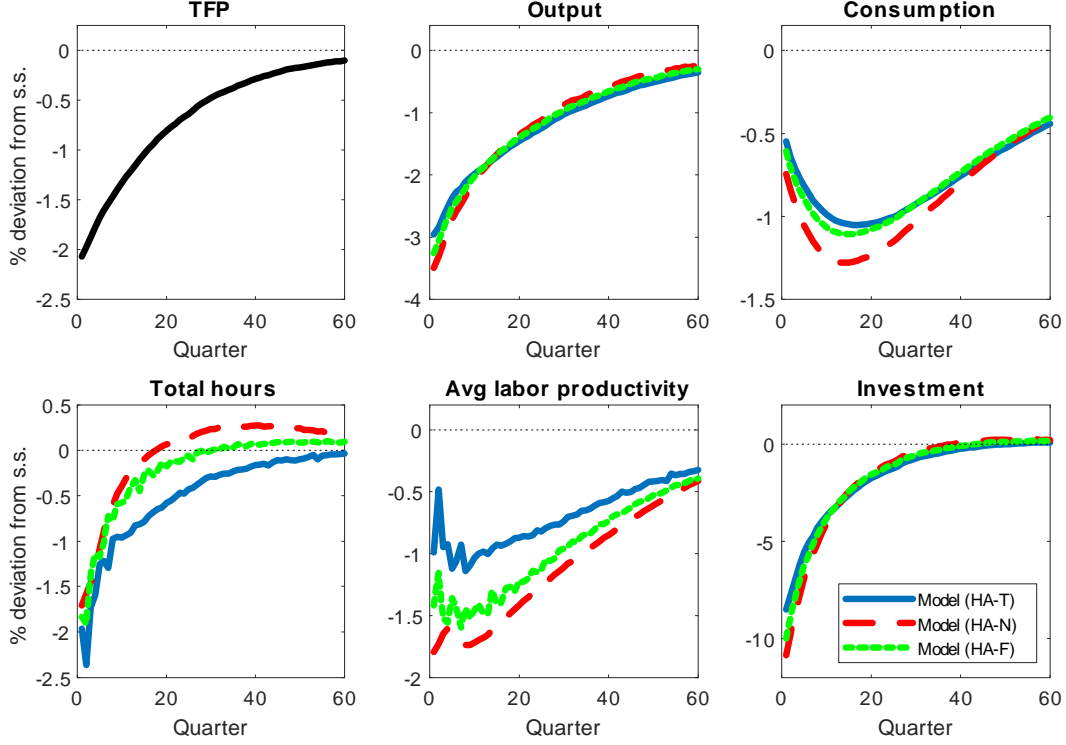 TFP
Output
Consumption
% deviation from s.s.
0
-0.5
-1
-1.5
-2
-2.5
0
-1
-2
-3
-4
0
-0.5
-1
-1.5
0 20 40 60
0 20 40 60
0 20 40 60
Quarter
Quarter
Quarter
Total hours
Avg labor productivity
Investment
% deviation from s.s.
0.5
0
-0.5
-1
-1.5
-2
-2.5
0
-0.5
-1
-1.5
-2
0
-5
-10
Model (HA-T)
Model (HA-N)
Model (HA-F)
0 20 40 60
0 20 40 60
0 20 40 60
Quarter
Quarter
Quarter